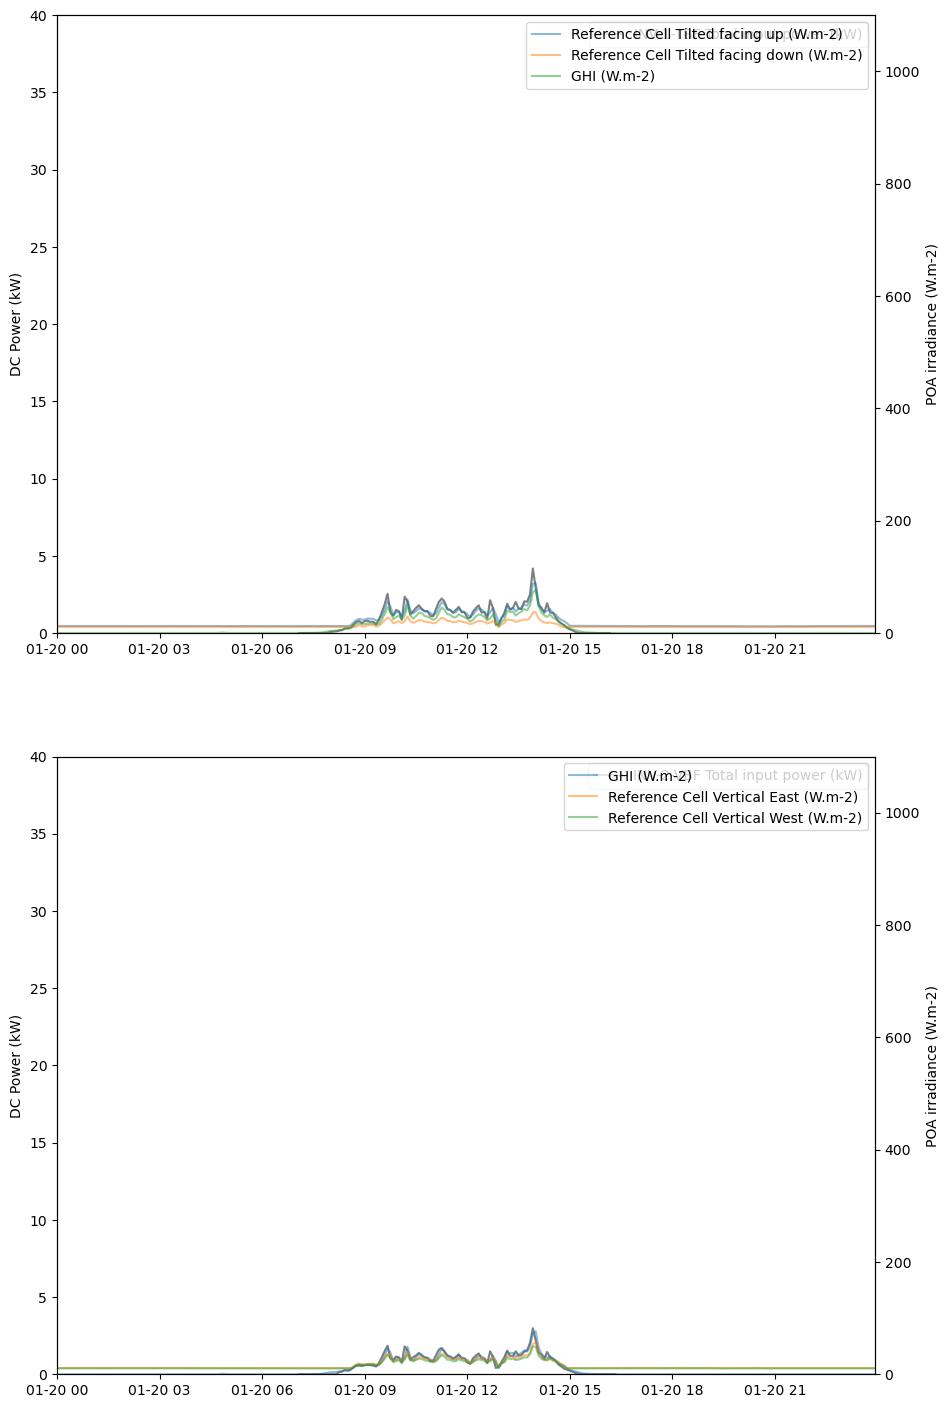 40
35
30
25
20
15
10
5
0
DC Power (kW)
Reference Cell Tilted facing up (W.m-2)
Reference Cell Tilted facing down (W.m-2)
GHI (W.m-2)
1000
800
600
400
200
0
POA irradiance (W.m-2)
01-20 00 01-20 03 01-20 06 01-20 09 01-20 12 01-20 15 01-20 18 01-20 21
40
35
30
25
20
15
10
5
0
DC Power (kW)
Total input power (kW)
GHI (W.m-2)
Reference Cell Vertical East (W.m-2)
Reference Cell Vertical West (W.m-2)
1000
800
600
400
200
0
POA irradiance (W.m-2)
01-20 00 01-20 03 01-20 06 01-20 09 01-20 12 01-20 15 01-20 18 01-20 21